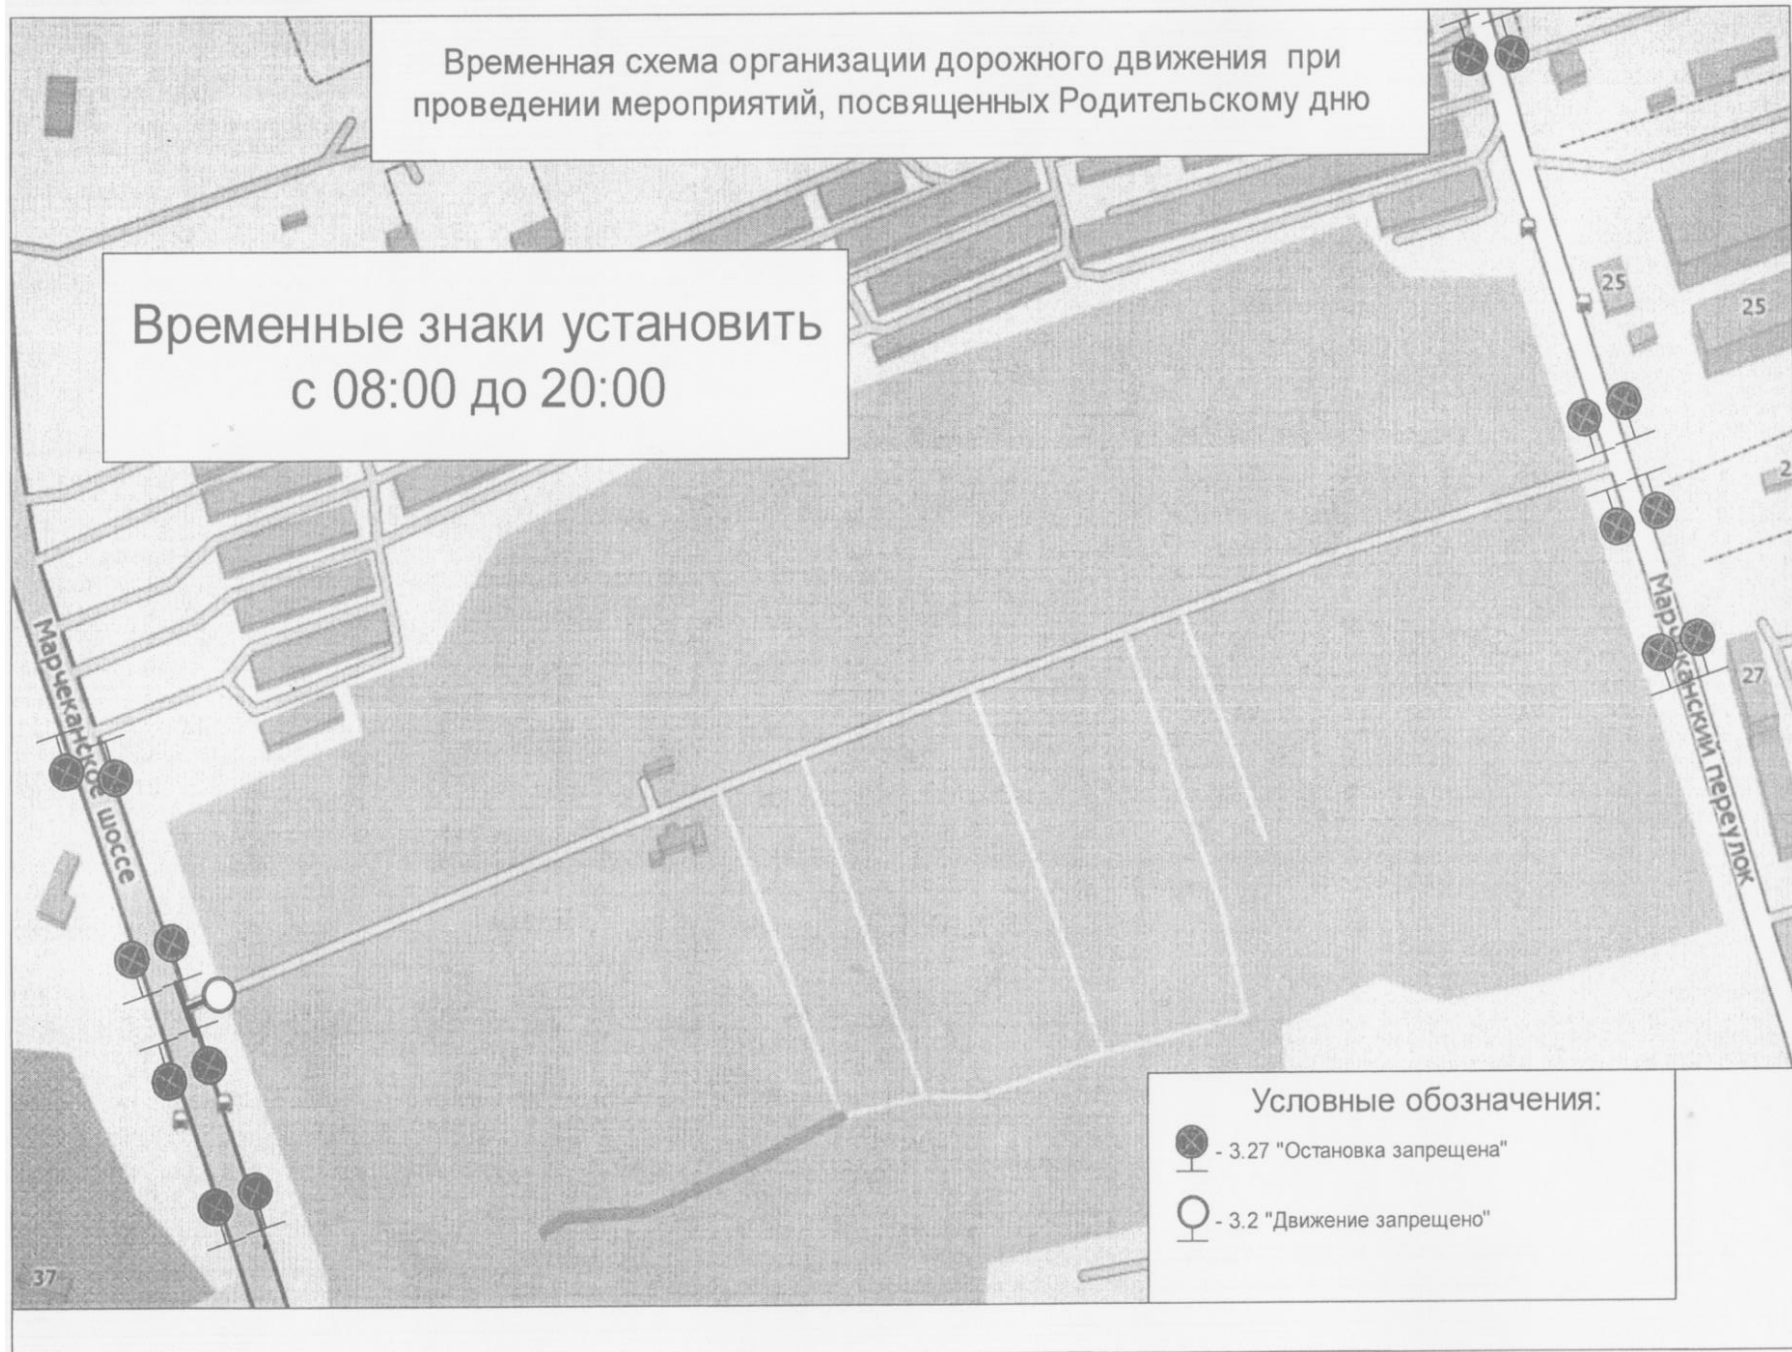 Временная схема организации дорожного движения при
проведении мероприятий, посвященных Родительскому дню
Временные знаки установить
с 08:00 до 20:00
25
25
2
Марчеканское шоссе
Марчеканский переулок
27
37
Условные обозначения:
- 3.27 "Остановка запрещена"
- 3.2 "Движение запрещено"